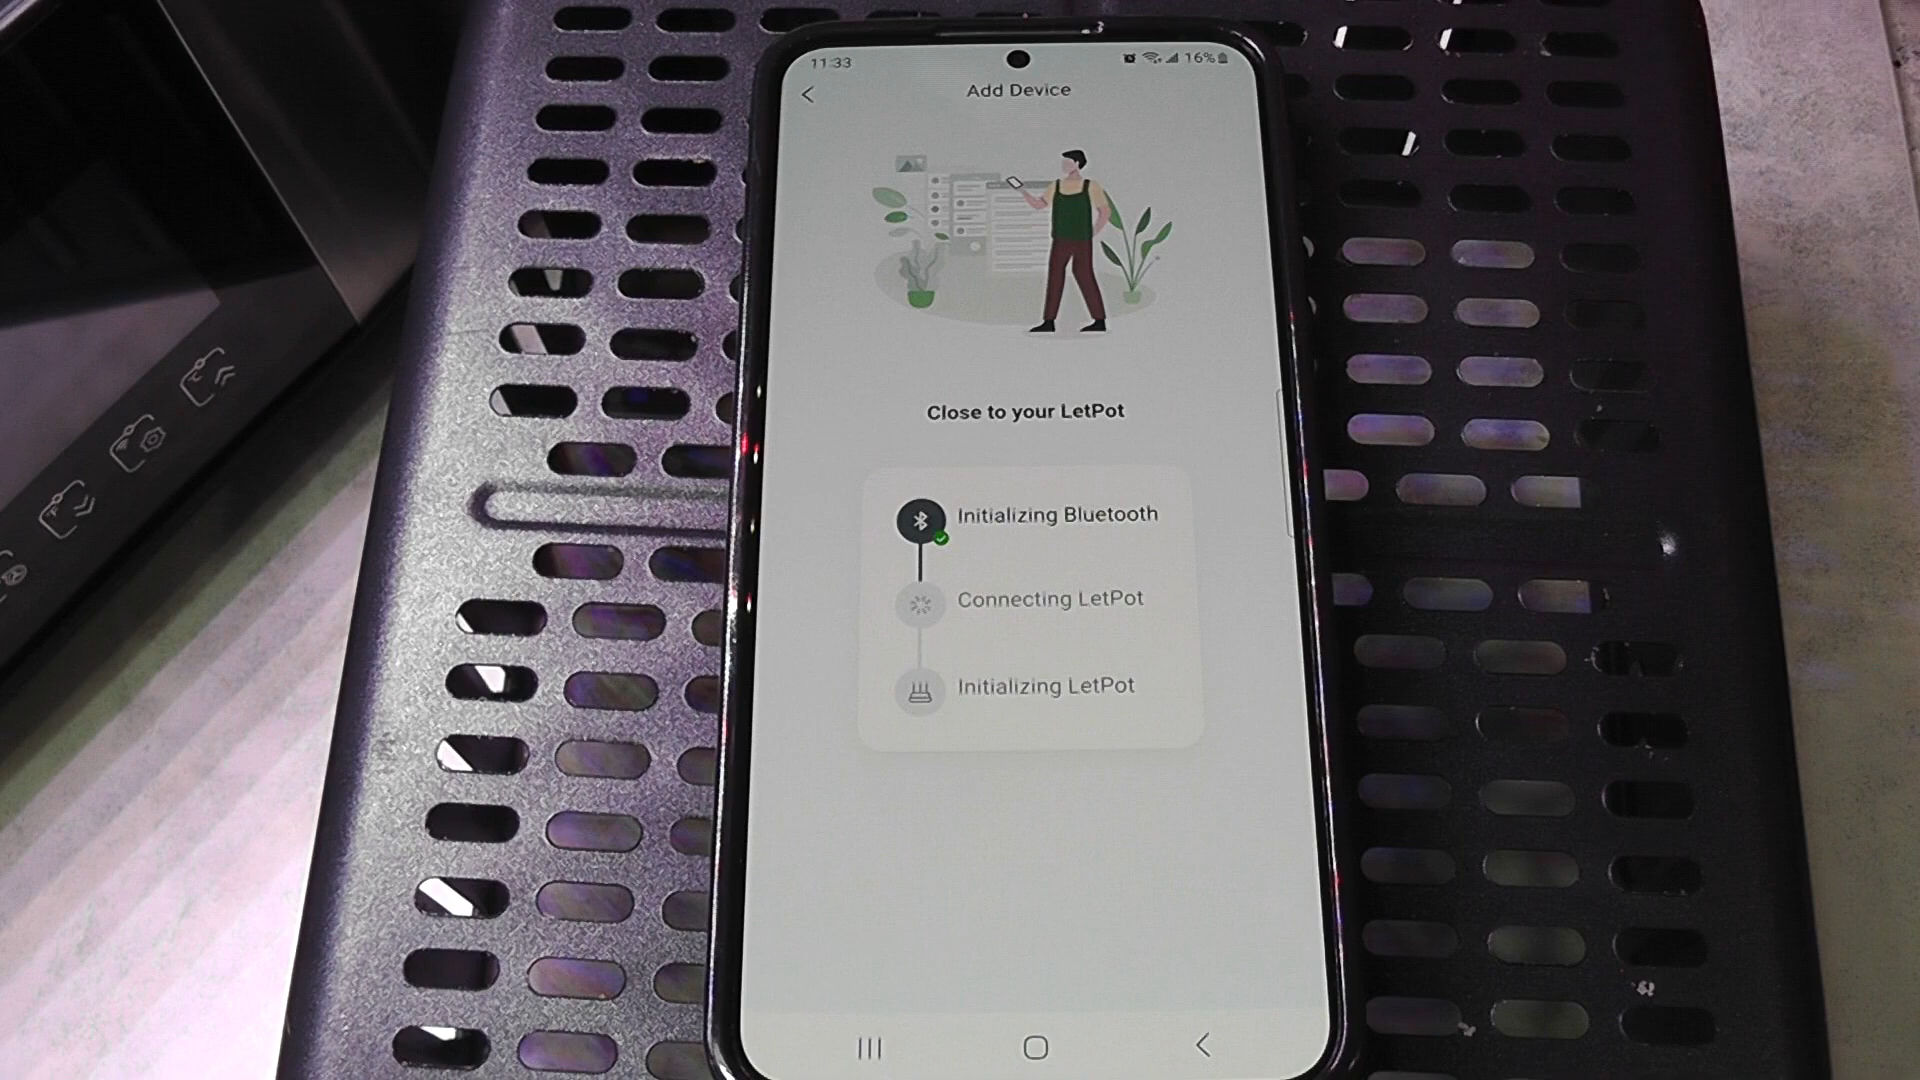 11:33
16%
Add Device
Close to your LetPot
Initializing Bluetooth
Connecting LetPot
Initializing LetPot